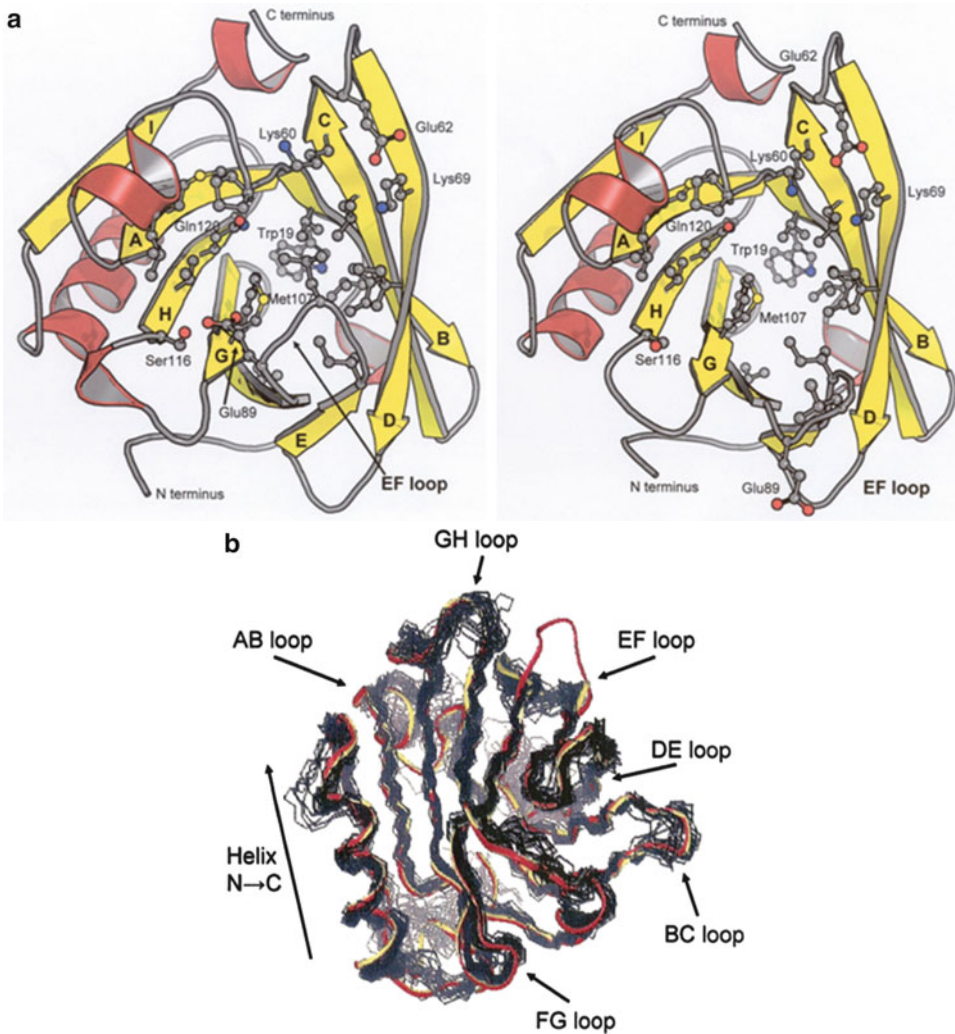 a
C terminus
Glu62
C
I
Lys60
Lys69
A
Gln120
Trp19
H
Met107
B
Ser116
G
Glu89
E
D
N terminus
EF loop
C terminus
Glu62
C
I
Lys60
Lys69
A
Gln120
Trp19
H
Met107
B
Ser116
G
D
N terminus
Glu89
EF loop
b
GH loop
AB loop
EF loop
DE loop
Helix
N→C
BC loop
FG loop